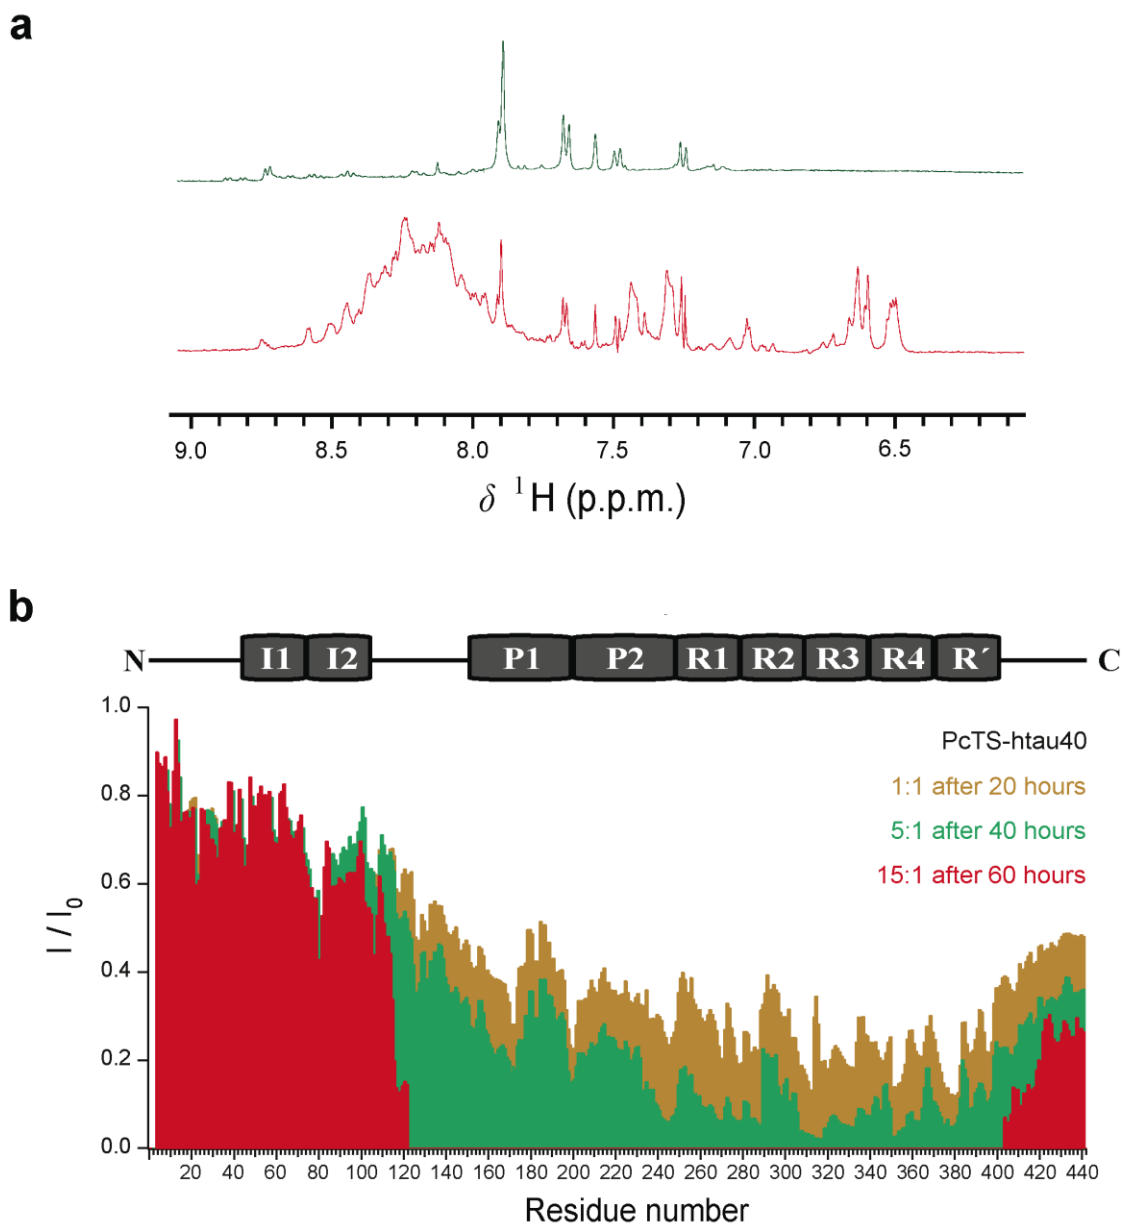 a
9.0 8.5 8.0 7.5 7.0 6.5
δ ¹H (p.p.m.)
b
N I1 I2 P1 P2 R1 R2 R3 R4 R´ C
PcTS-htau40
1:1 after 20 hours
5:1 after 40 hours
15:1 after 60 hours
1.0
0.8
0.6
0.4
0.2
0.0
I / I₀
20 40 60 80 100 120 140 160 180 200 220 240 260 280 300 320 340 360 380 400 420 440
Residue number